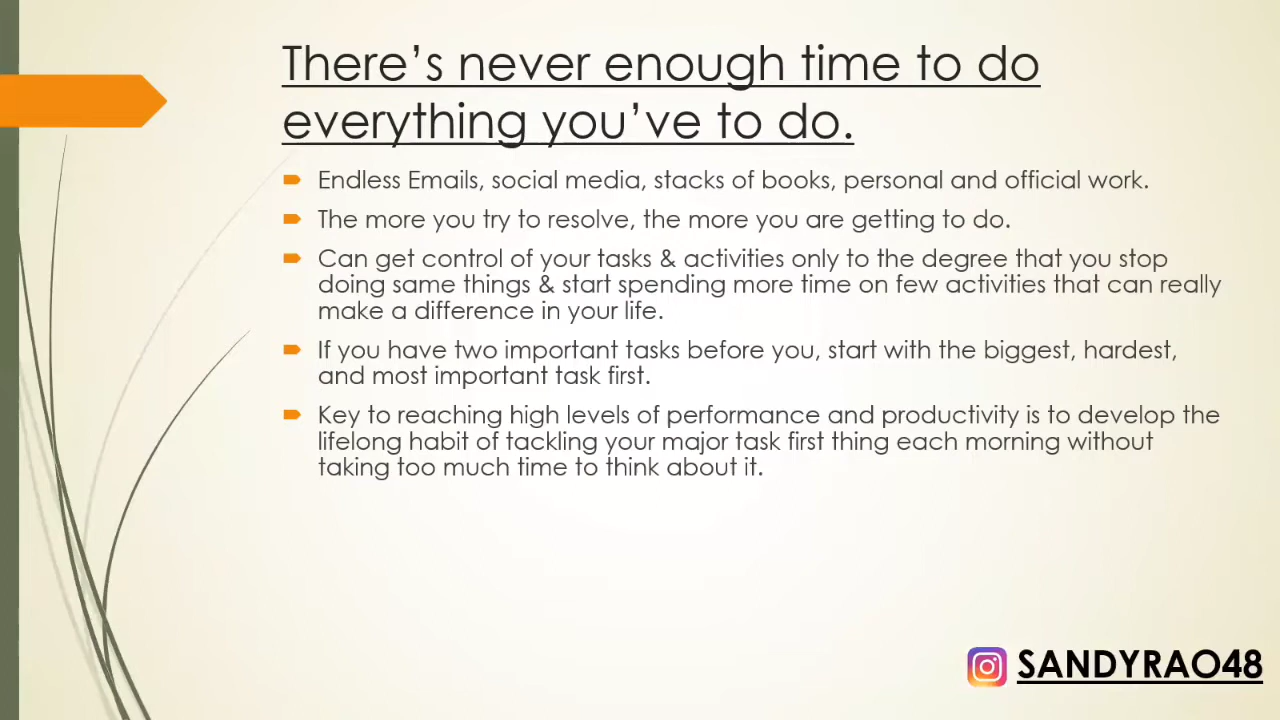 There’s never enough time to do
everything you’ve to do.
Endless Emails, social media, stacks of books, personal and official work.
The more you try to resolve, the more you are getting to do.
Can get control of your tasks & activities only to the degree that you stop
doing same things & start spending more time on few activities that can really
make a difference in your life.
If you have two important tasks before you, start with the biggest, hardest,
and most important task first.
Key to reaching high levels of performance and productivity is to develop the
lifelong habit of tackling your major task first thing each morning without
taking too much time to think about it.
SANDYRAO48